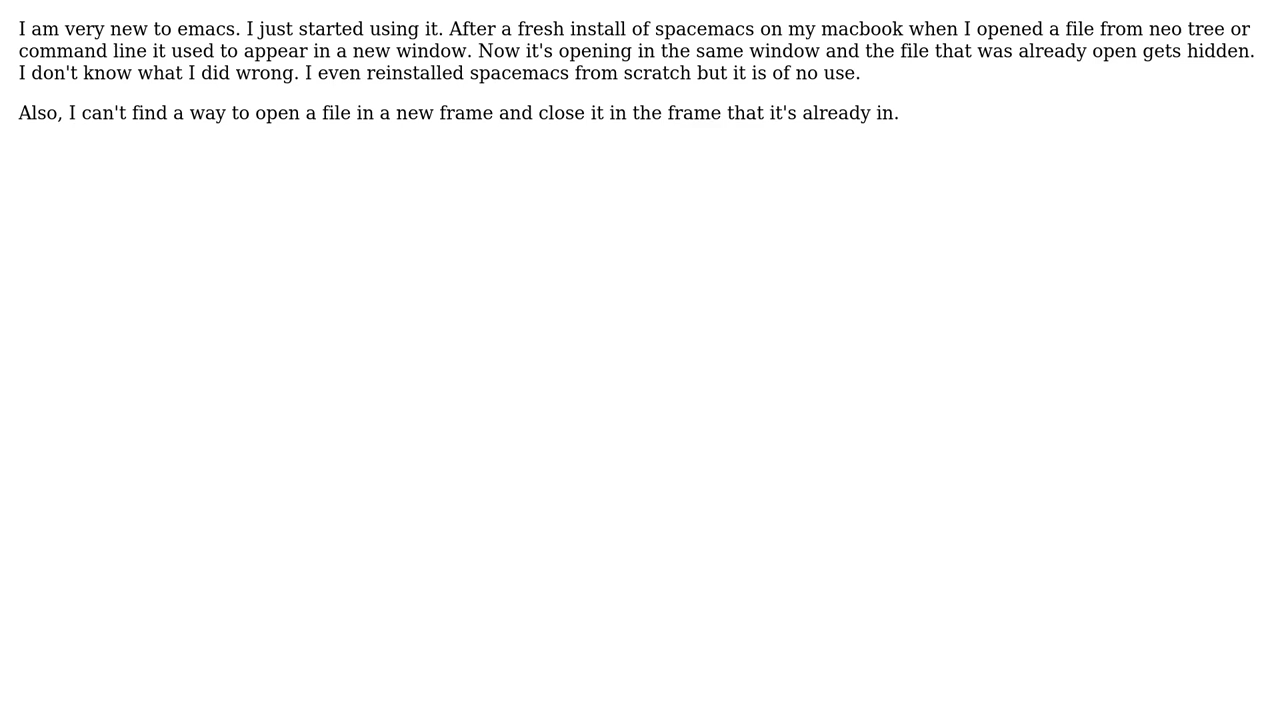 I am very new to emacs. I just started using it. After a fresh install of spacemacs on my macbook when I opened a file from neo tree or
command line it used to appear in a new window. Now it's opening in the same window and the file that was already open gets hidden.
I don't know what I did wrong. I even reinstalled spacemacs from scratch but it is of no use.
Also, I can't find a way to open a file in a new frame and close it in the frame that it's already in.